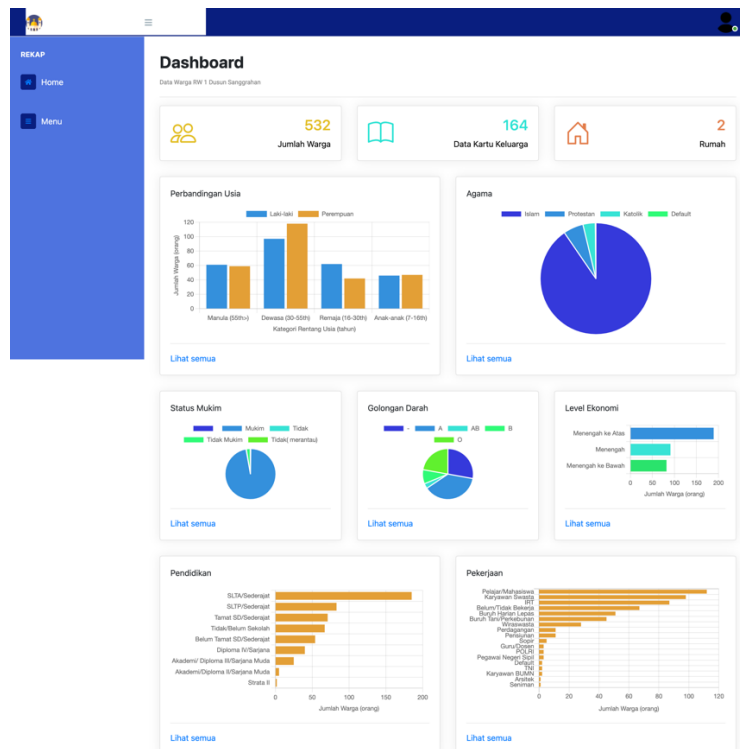 REKAP
Home
Menu
Dashboard
Data Warga RW 1 Dusun Sanggrahan
532
Jumlah Warga
164
Data Kartu Keluarga
2
Rumah
Perbandingan Usia
Laki-laki Perempuan
Jumlah Warga (orang)
120
100
80
60
40
20
0
Manula (55th>) Dewasa (30-55th) Remaja (16-30th) Anak-anak (7-16th)
Kategori Rentang Usia (tahun)
Lihat semua
Agama
Islam Protestan Katolik Default
Lihat semua
Status Mukim
Mukim Tidak
Tidak Mukim Tidak( merantau)
Lihat semua
Golongan Darah
- A AB B
O
Lihat semua
Level Ekonomi
Menengah ke Atas
Menengah
Menengah ke Bawah
0 50 100 150 200
Jumlah Warga (orang)
Lihat semua
Pendidikan
SLTA/Sederajat
SLTP/Sederajat
Tamat SD/Sederajat
Tidak/Belum Sekolah
Belum Tamat SD/Sederajat
Diploma IV/Sarjana
Akademi/ Diploma III/Sarjana Muda
Akademi/Diploma II/Sarjana Muda
Strata II
0 50 100 150 200
Jumlah Warga (orang)
Lihat semua
Pekerjaan
Pelajar/Mahasiswa
Karyawan Swasta
IRT
Belum/Tidak Bekerja
Buruh Harian Lepas
Buruh Tani/Perkebunan
Wiraswasta
Perdagangan
Pensiunan
Sopir
Guru/Dosen
POLRI
Pegawai Negeri Sipil
Default
TNI
Karyawan BUMN
Arsitek
Seniman
0 20 40 60 80 100 120
Jumlah Warga (orang)
Lihat semua